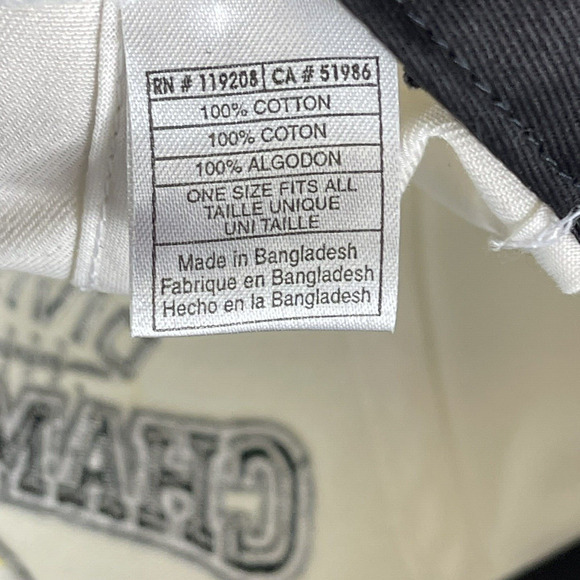 RN # 119208 CA # 51986
100% COTTON
100% COTON
100% ALGODON
ONE SIZE FITS ALL
TAILLE UNIQUE
UNI TAILLE
Made in Bangladesh
Fabrique en Bangladesh
Hecho en la Bangladesh
CHAM